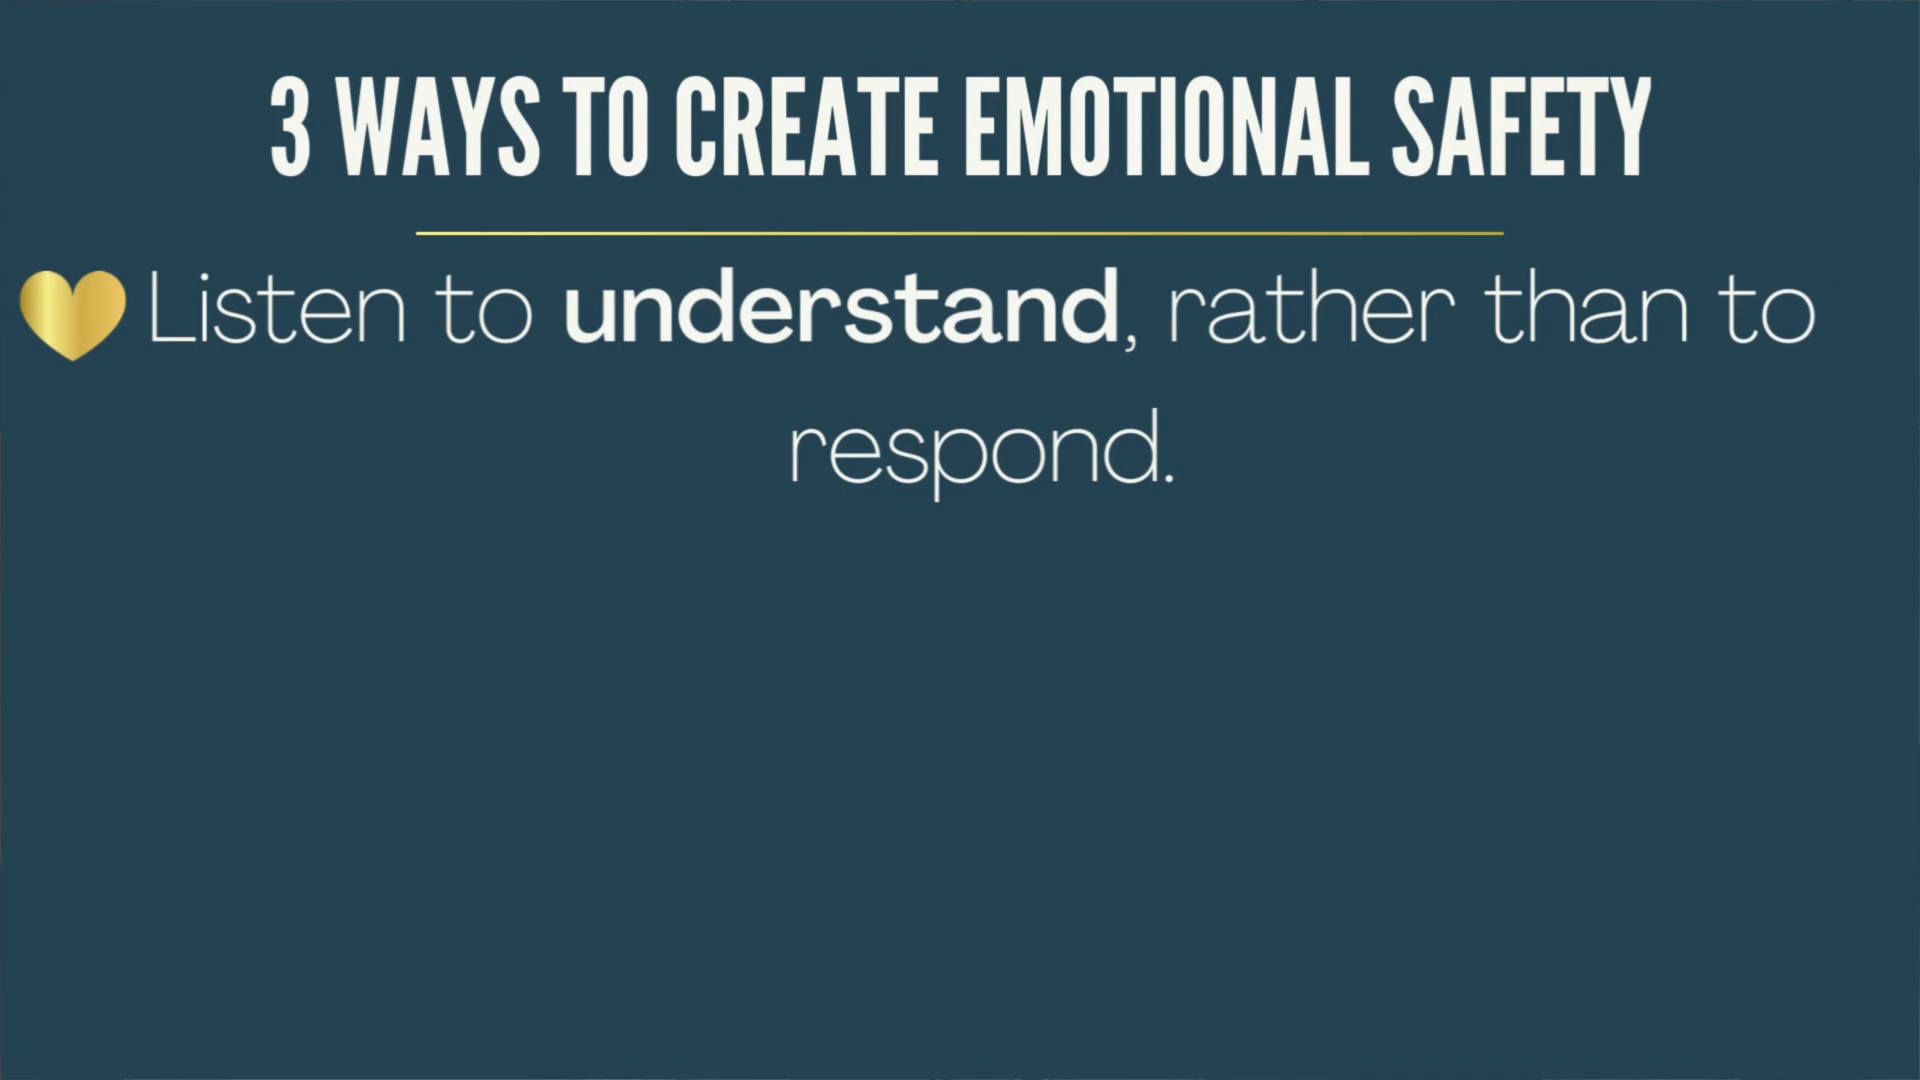 3 WAYS TO CREATE EMOTIONAL SAFETY
Listen to understand, rather than to
respond.